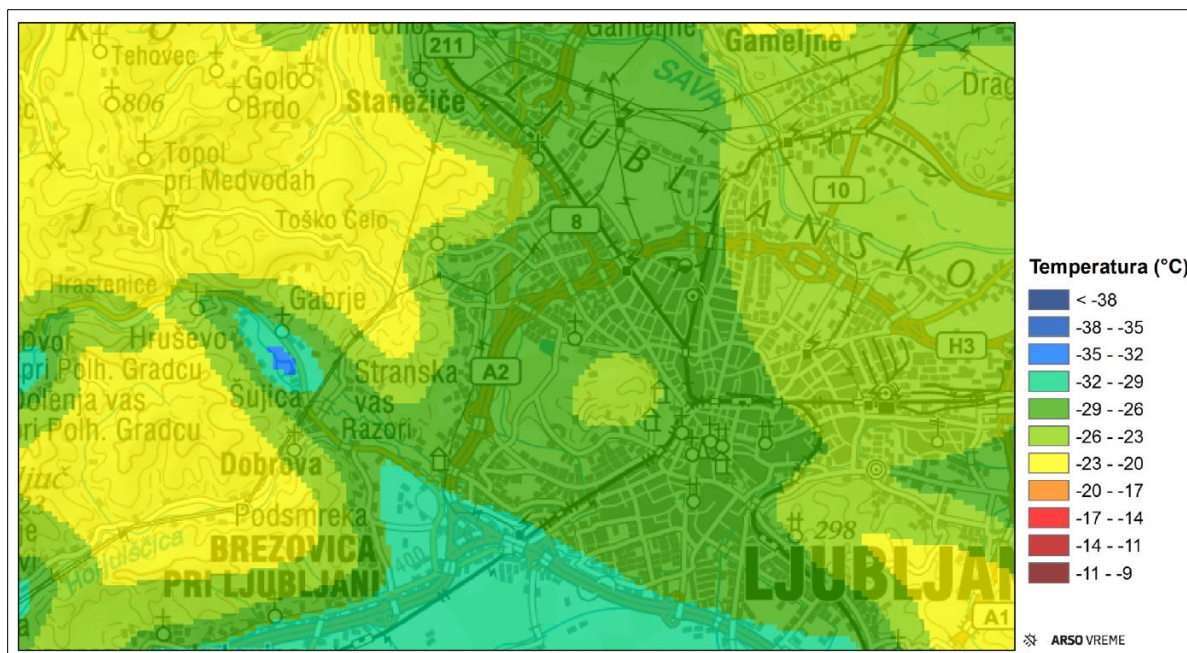 K
Tehovec
Golo
Brdo
806
Topol
pri Medvodah
J E
Toško Čelo
Medno
211
Stanežiče
Gameljne
Gameljne
SAVA
Drag
LJUBLJANSKO
10
8
H3
A2
Hrastenice
Gabrje
Hruševo
Dvor
pri Polh. Gradcu
Šujica
Dolenja vas
pri Polh. Gradcu
Stranska
vas
Razori
Dobrova
Ključ
Podsmreka
BREZOVICA
PRI LJUBLJANI
400
298
LJUBLJAN
A1
Temperatura (°C)
< -38
-38 - -35
-35 - -32
-32 - -29
-29 - -26
-26 - -23
-23 - -20
-20 - -17
-17 - -14
-14 - -11
-11 - -9
ARSO VREME